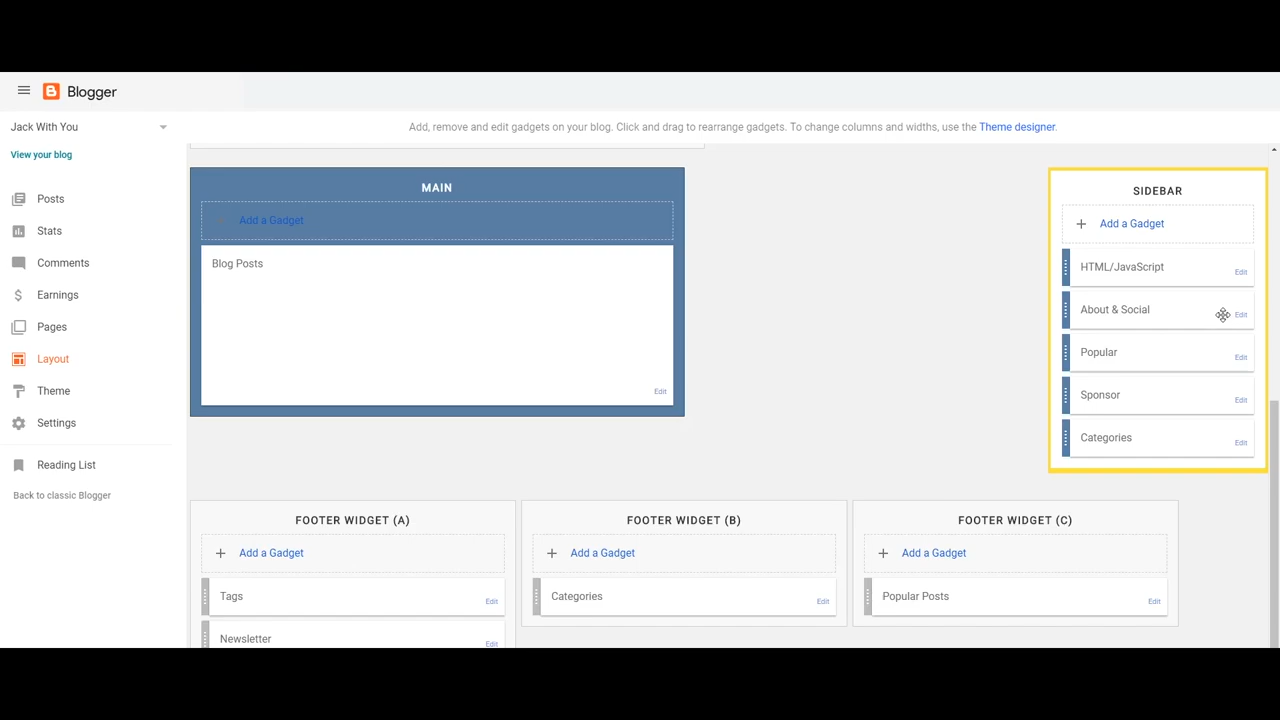 Blogger
Jack With You
Add, remove and edit gadgets on your blog. Click and drag to rearrange gadgets. To change columns and widths, use the Theme designer.
View your blog
Posts
Stats
Comments
Earnings
Pages
Layout
Theme
Settings
Reading List
Back to classic Blogger
MAIN
Add a Gadget
Blog Posts
Edit
SIDEBAR
Add a Gadget
HTML/JavaScript
Edit
About & Social
Edit
Popular
Edit
Sponsor
Edit
Categories
Edit
FOOTER WIDGET (A)
Add a Gadget
Tags
Edit
Newsletter
Edit
FOOTER WIDGET (B)
Add a Gadget
Categories
Edit
FOOTER WIDGET (C)
Add a Gadget
Popular Posts
Edit